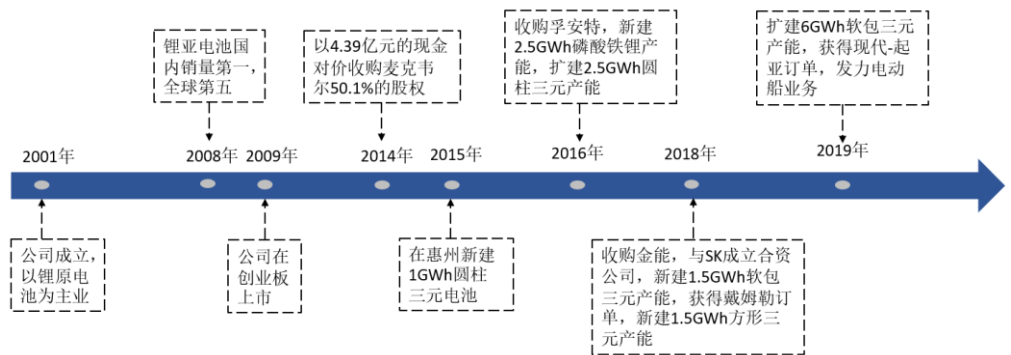 锂亚电池国
内销量第一，
全球第五
以4.39亿元的现金
对价收购麦克韦
尔50.1%的股权
收购孚安特，新建
2.5GWh磷酸铁锂产
能，扩建2.5GWh圆
柱三元产能
扩建6GWh软包三元
产能，获得现代-起
亚订单，发力电动
船业务
2001年
2008年
2009年
2014年
2015年
2016年
2018年
2019年
公司成立，
以锂原电
池为主业
公司在
创业板
上市
在惠州新建
1GWh圆柱
三元电池
收购金能，与SK成立合资
公司，新建1.5GWh软包
三元产能，获得戴姆勒订
单，新建1.5GWh方形三
元产能